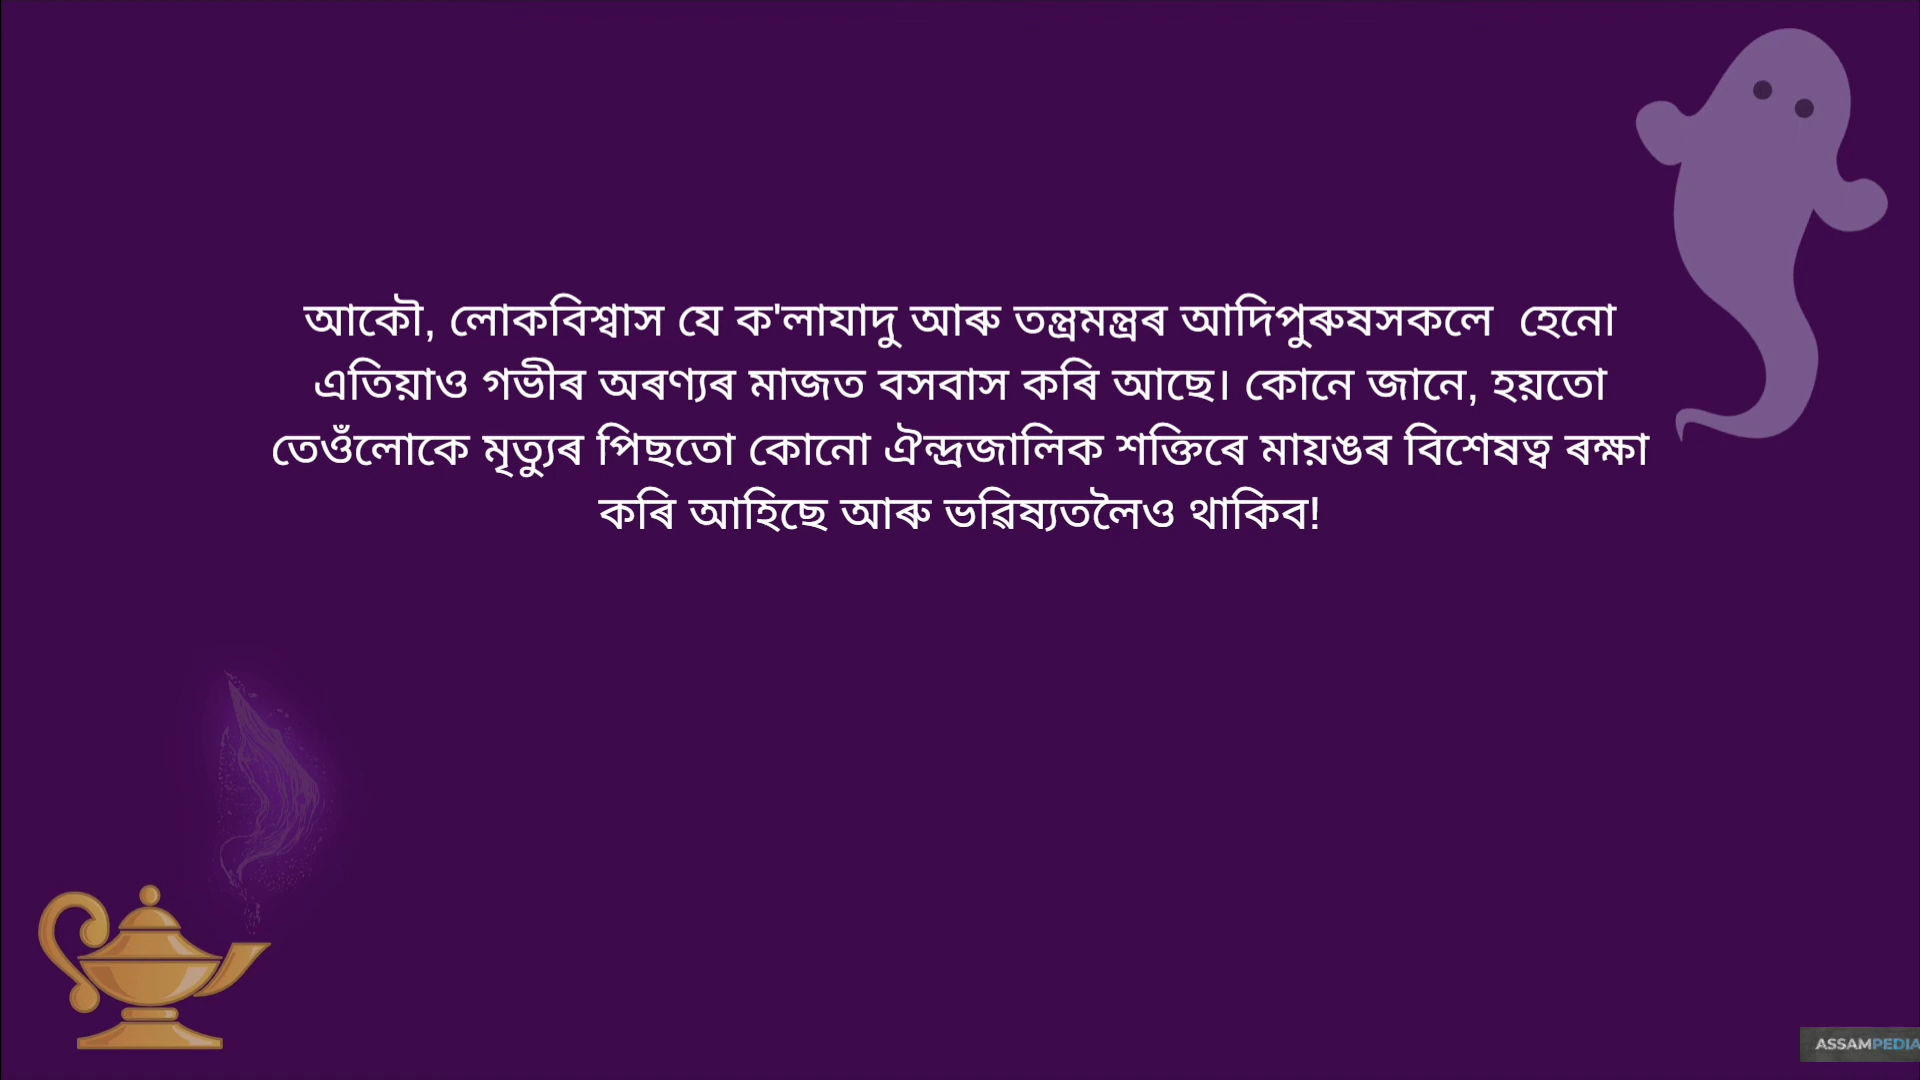 আকৌ, লোকবিশ্বাস যে ক'লাযাদু আৰু তন্ত্ৰমন্ত্ৰৰ আদিপুৰুষসকলে  হেনো
এতিয়াও গভীৰ অৰণ্যৰ মাজত বসবাস কৰি আছে। কোনে জানে, হয়তো
তেওঁলোকে মৃত্যুৰ পিছতো কোনো ঐন্দ্ৰজালিক শক্তিৰে মায়ঙৰ বিশেষত্ব ৰক্ষা
কৰি আহিছে আৰু ভৱিষ্যতলৈও থাকিব!
ASSAMPEDIA